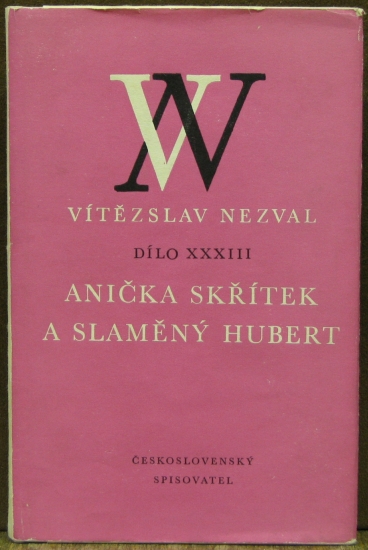 VN
VÍTĚZSLAV NEZVAL
DÍLO XXXIII
ANIČKA SKŘÍTEK
A SLAMĚNÝ HUBERT
ČESKOSLOVENSKÝ
SPISOVATEL